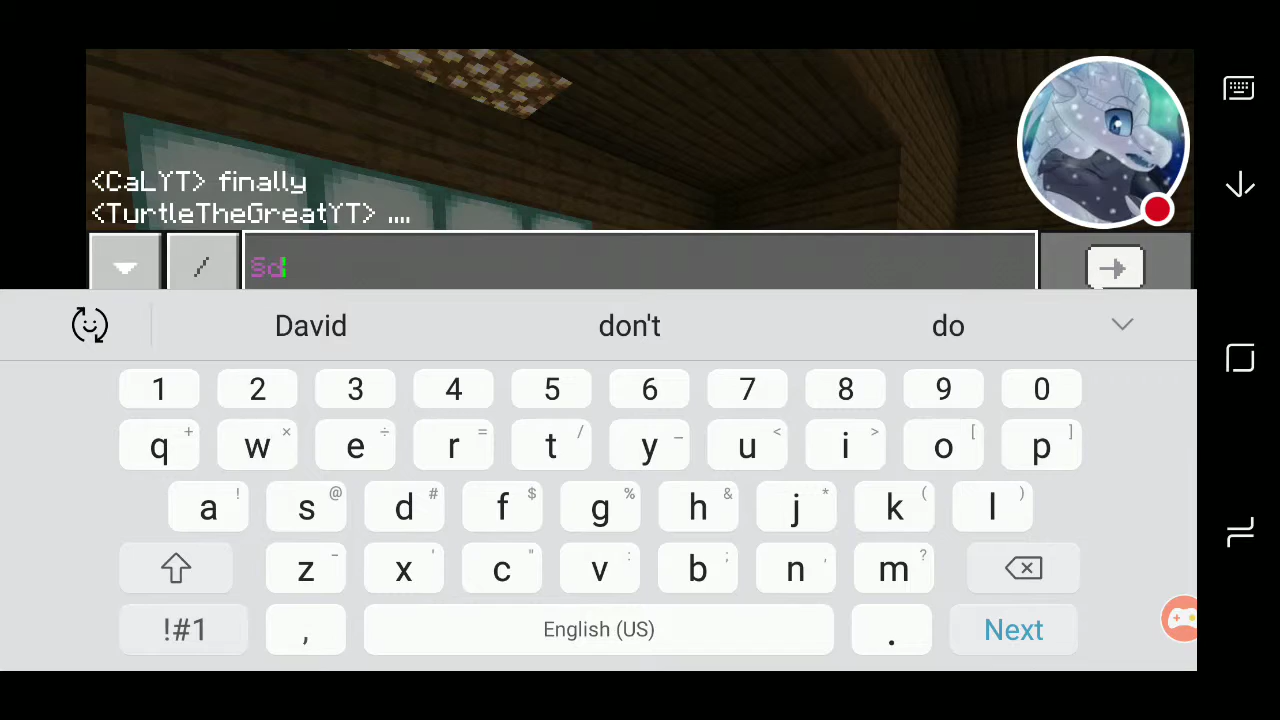 <CaLYT> finally
<TurtleTheGreatYT> ....
/ §d
David don't do
1 2 3 4 5 6 7 8 9 0
+ × ÷ = / _ < > [ ]
q w e r t y u i o p
! @ # $ % & * ( )
a s d f g h j k l
- ' " : ; , ?
z x c v b n m
!#1 , English (US) . Next